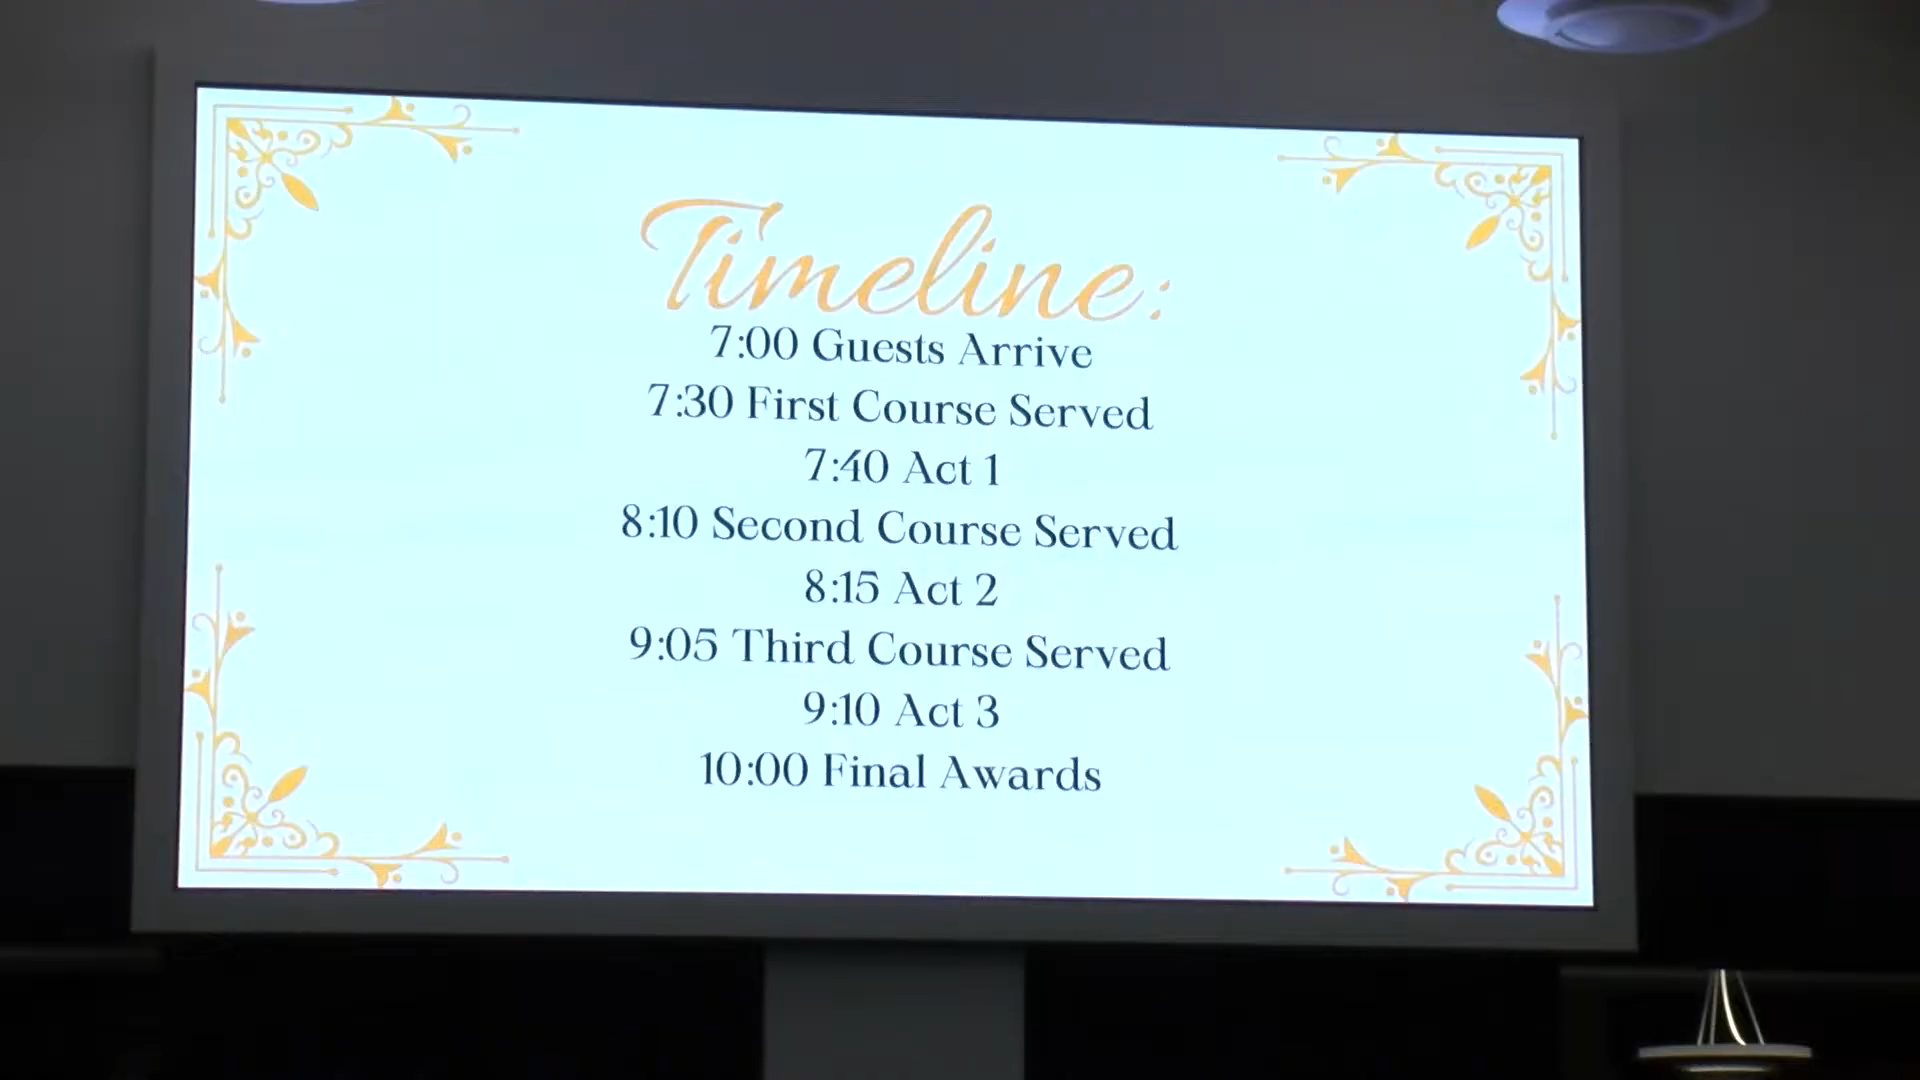 Timeline:
7:00 Guests Arrive
7:30 First Course Served
7:40 Act 1
8:10 Second Course Served
8:15 Act 2
9:05 Third Course Served
9:10 Act 3
10:00 Final Awards